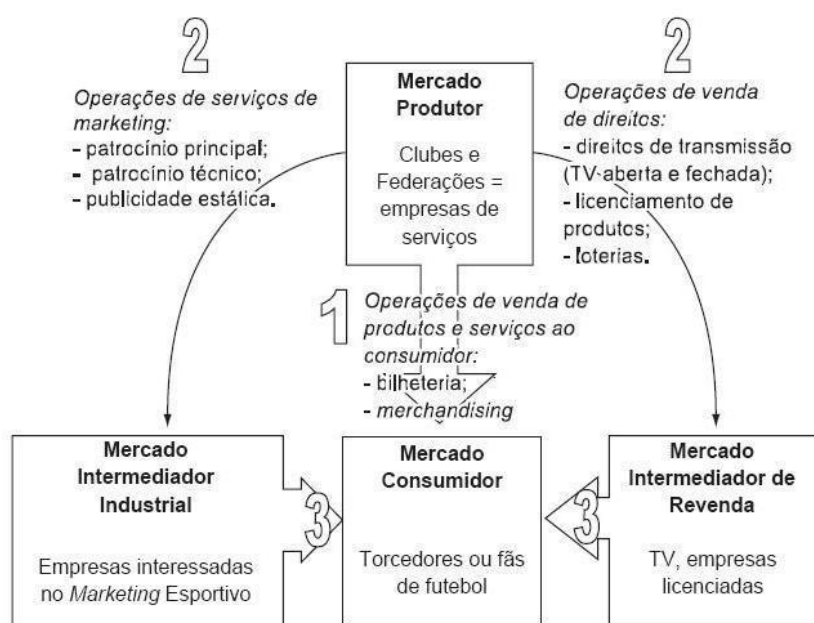 2
Operações de serviços de
marketing:
- patrocínio principal;
- patrocínio técnico;
- publicidade estática.
Mercado
Produtor
Clubes e
Federações =
empresas de
serviços
2
Operações de venda
de direitos:
- direitos de transmissão
(TV-aberta e fechada);
- licenciamento de
produtos;
- loterias.
1
Operações de venda de
produtos e serviços ao
consumidor:
- bilheteria;
- merchandising
Mercado
Intermediador
Industrial
Empresas interessadas
no Marketing Esportivo
3
Mercado
Consumidor
Torcedores ou fãs
de futebol
3
Mercado
Intermediador de
Revenda
TV, empresas
licenciadas